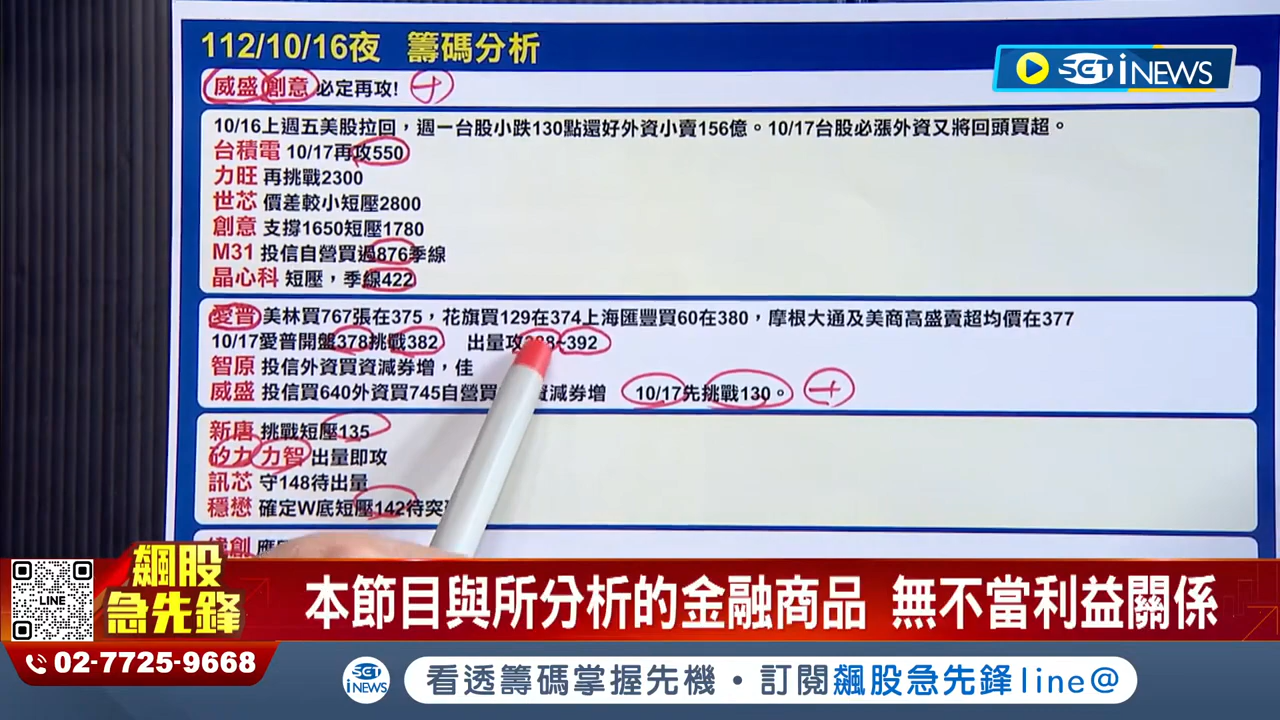 112/10/16夜 籌碼分析
SET iNEWS
威盛 創意 必定再攻!
10/16上週五美股拉回，週一台股小跌130點還好外資小賣156億。10/17台股必漲外資又將回頭買超。
台積電 10/17再攻550
力旺 再挑戰2300
世芯 價差較小短壓2800
創意 支撐1650短壓1780
M31 投信自營買過876季線
晶心科 短壓，季線422
愛普 美林買767張在375，花旗買129在374上海匯豐買60在380，摩根大通及美商高盛賣超均價在377
10/17愛普開盤378挑戰382 出量攻388~392
智原 投信外資買資減券增，佳
威盛 投信買640外資買745自營買 資減券增 10/17先挑戰130。
新唐 挑戰短壓135
矽力 力智 出量即攻
訊芯 守148待出量
穩懋 確定W底短壓142待突
緯創
飆股
急先鋒
LINE
本節目與所分析的金融商品 無不當利益關係
02-7725-9668
SET iNEWS
看透籌碼掌握先機・訂閱飆股急先鋒line@